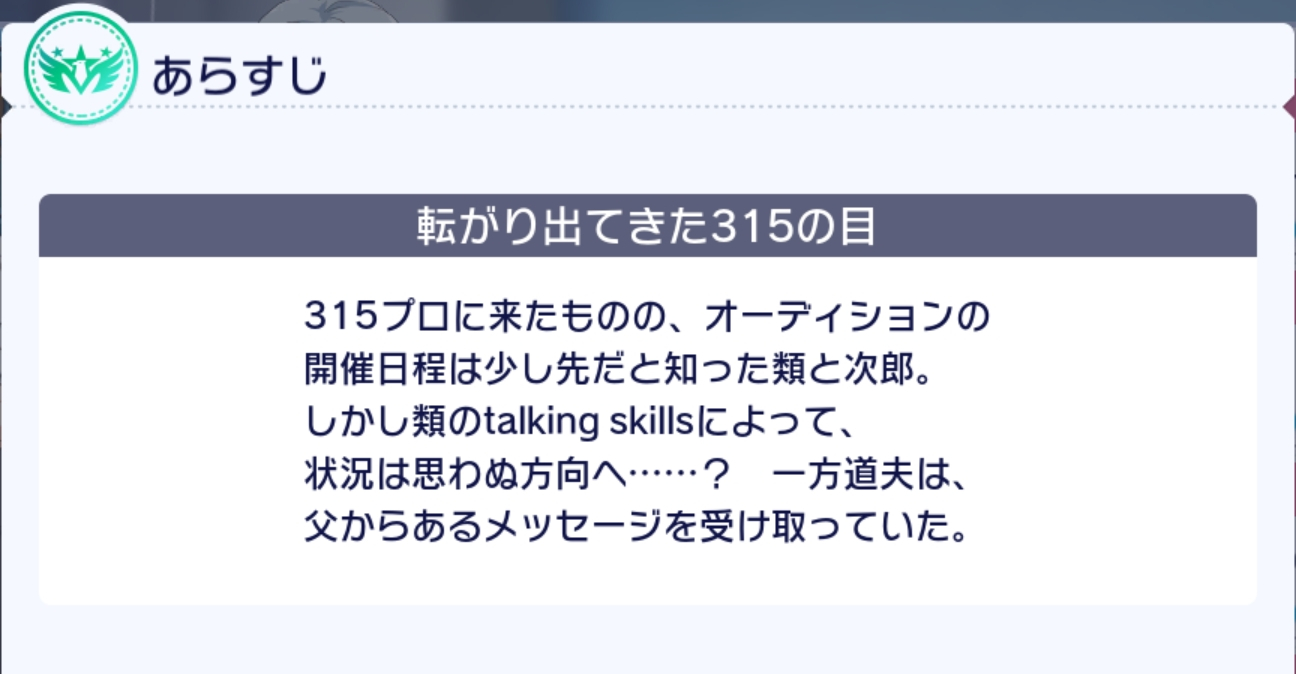 あらすじ
転がり出てきた315の目
315プロに来たものの、オーディションの
開催日程は少し先だと知った類と次郎。
しかし類のtalking skillsによって、
状況は思わぬ方向へ……？　一方道夫は、
父からあるメッセージを受け取っていた。